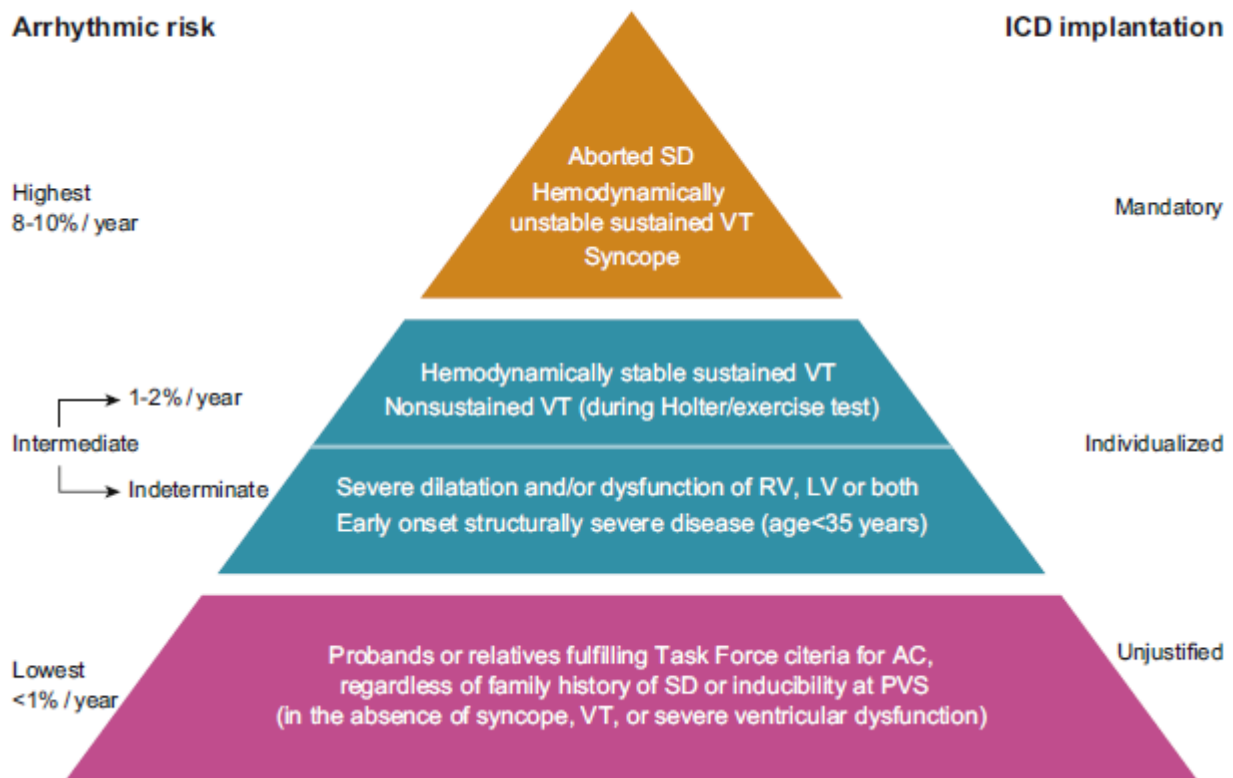 Arrhythmic risk
ICD implantation
Aborted SD
Hemodynamically
unstable sustained VT
Syncope
Highest
8-10% / year
Mandatory
Hemodynamically stable sustained VT
Nonsustained VT (during Holter/exercise test)
1-2% / year
Intermediate
Indeterminate
Individualized
Severe dilatation and/or dysfunction of RV, LV or both
Early onset structurally severe disease (age<35 years)
Lowest
<1% / year
Probands or relatives fulfilling Task Force citeria for AC,
regardless of family history of SD or inducibility at PVS
(in the absence of syncope, VT, or severe ventricular dysfunction)
Unjustified